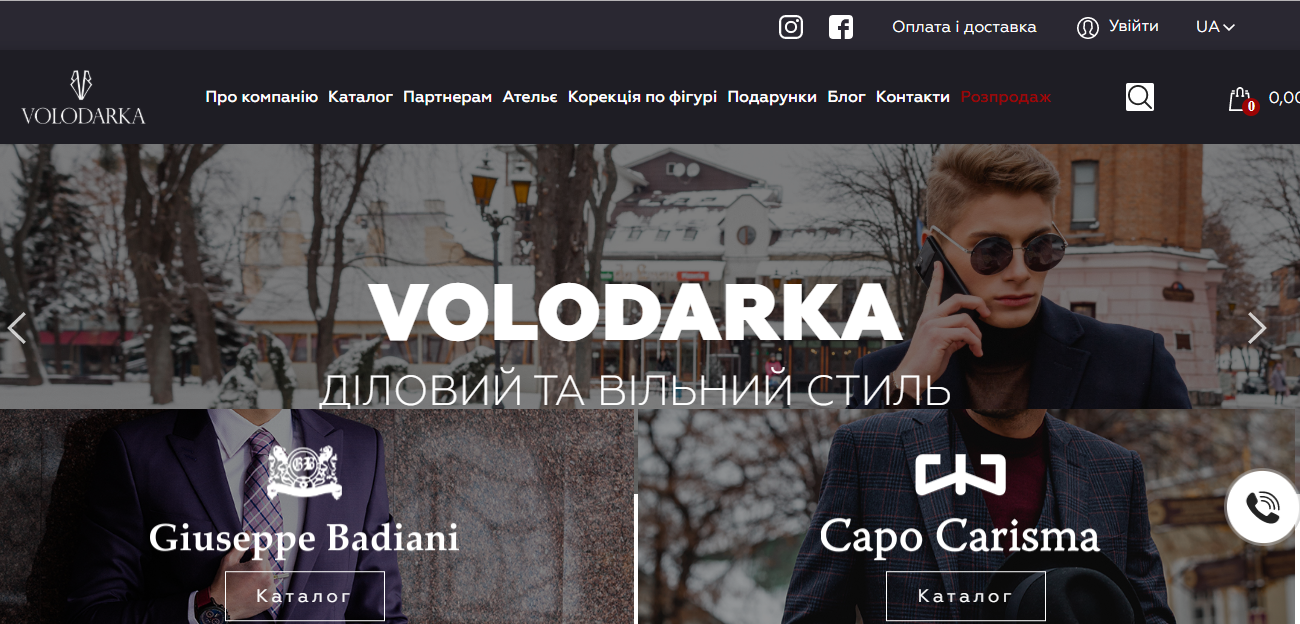 Оплата і доставка Увійти UA
VOLODARKA
Про компанію Каталог Партнерам Ательє Корекція по фігурі Подарунки Блог Контакти Розпродаж
0 0,00
VOLODARKA
ДІЛОВИЙ ТА ВІЛЬНИЙ СТИЛЬ
GB
Giuseppe Badiani
Каталог
Capo Carisma
Каталог